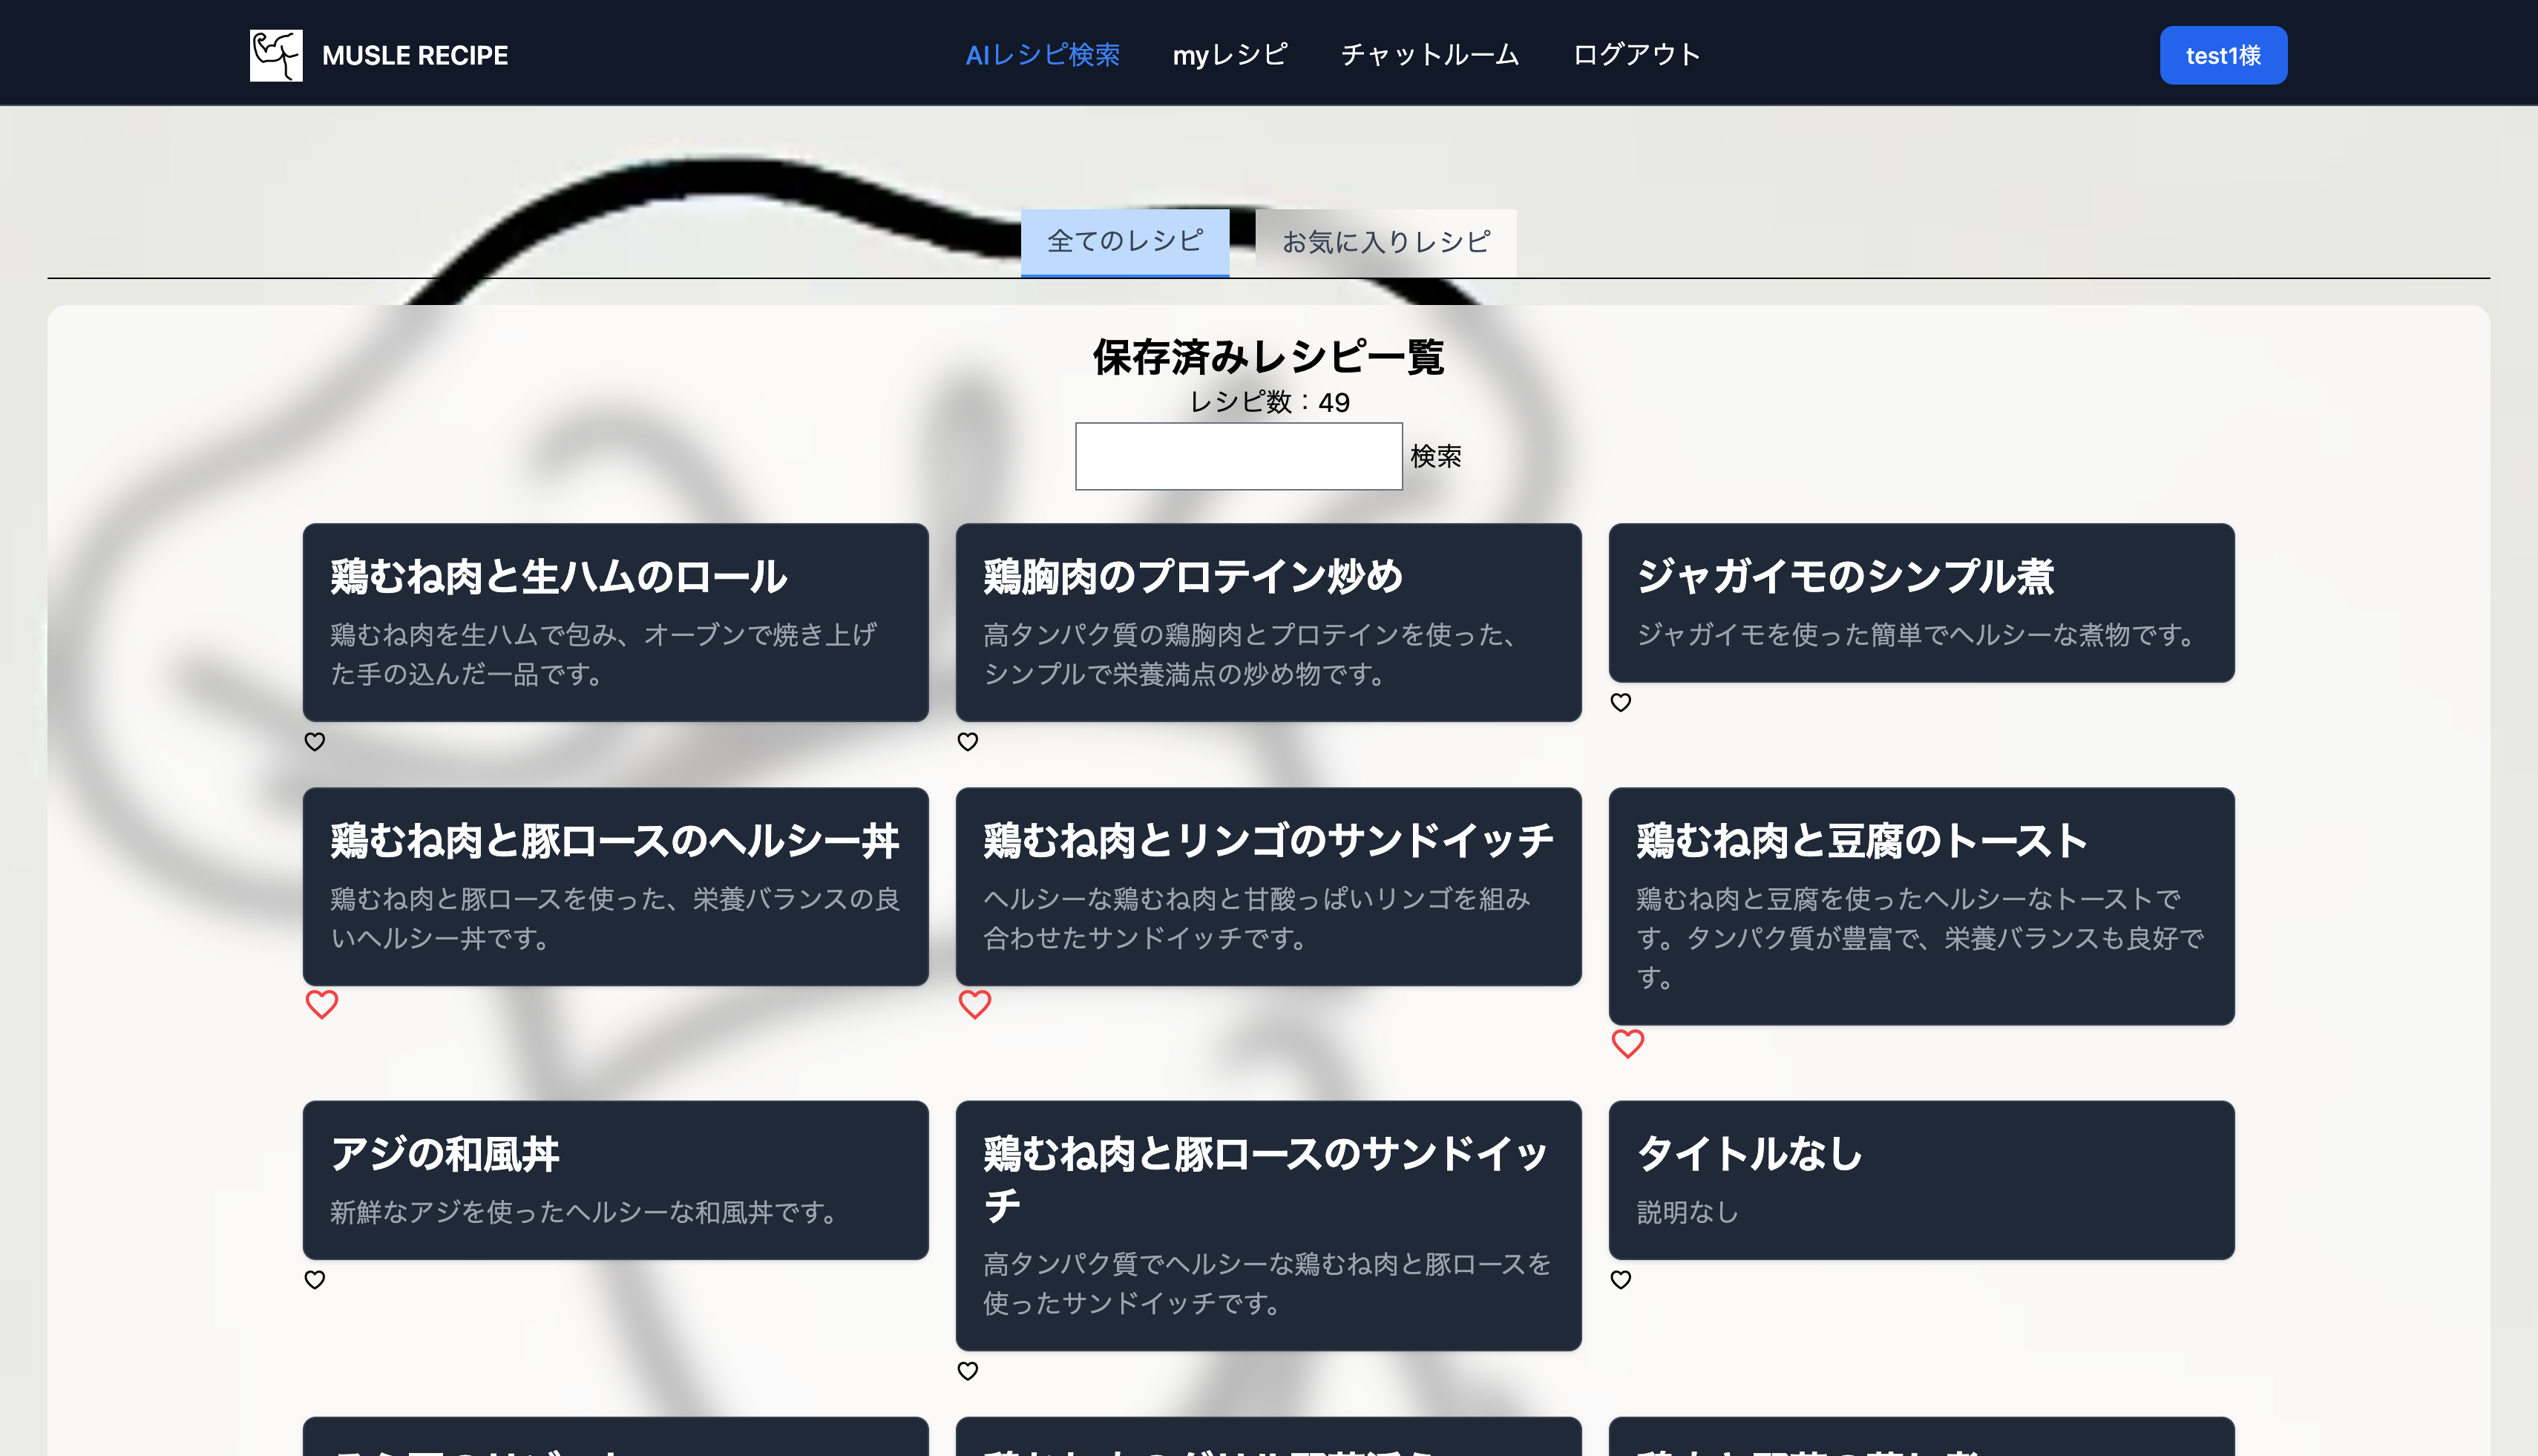 MUSLE RECIPE
AIレシピ検索
myレシピ
チャットルーム
ログアウト
test1様
全てのレシピ
お気に入りレシピ
保存済みレシピ一覧
レシピ数：49
検索
鶏むね肉と生ハムのロール
鶏むね肉を生ハムで包み、オーブンで焼き上げ
た手の込んだ一品です。
鶏胸肉のプロテイン炒め
高タンパク質の鶏胸肉とプロテインを使った、
シンプルで栄養満点の炒め物です。
ジャガイモのシンプル煮
ジャガイモを使った簡単でヘルシーな煮物です。
鶏むね肉と豚ロースのヘルシー丼
鶏むね肉と豚ロースを使った、栄養バランスの良
いヘルシー丼です。
鶏むね肉とリンゴのサンドイッチ
ヘルシーな鶏むね肉と甘酸っぱいリンゴを組み
合わせたサンドイッチです。
鶏むね肉と豆腐のトースト
鶏むね肉と豆腐を使ったヘルシーなトーストで
す。タンパク質が豊富で、栄養バランスも良好で
す。
アジの和風丼
新鮮なアジを使ったヘルシーな和風丼です。
鶏むね肉と豚ロースのサンドイッ
チ
高タンパク質でヘルシーな鶏むね肉と豚ロースを
使ったサンドイッチです。
タイトルなし
説明なし